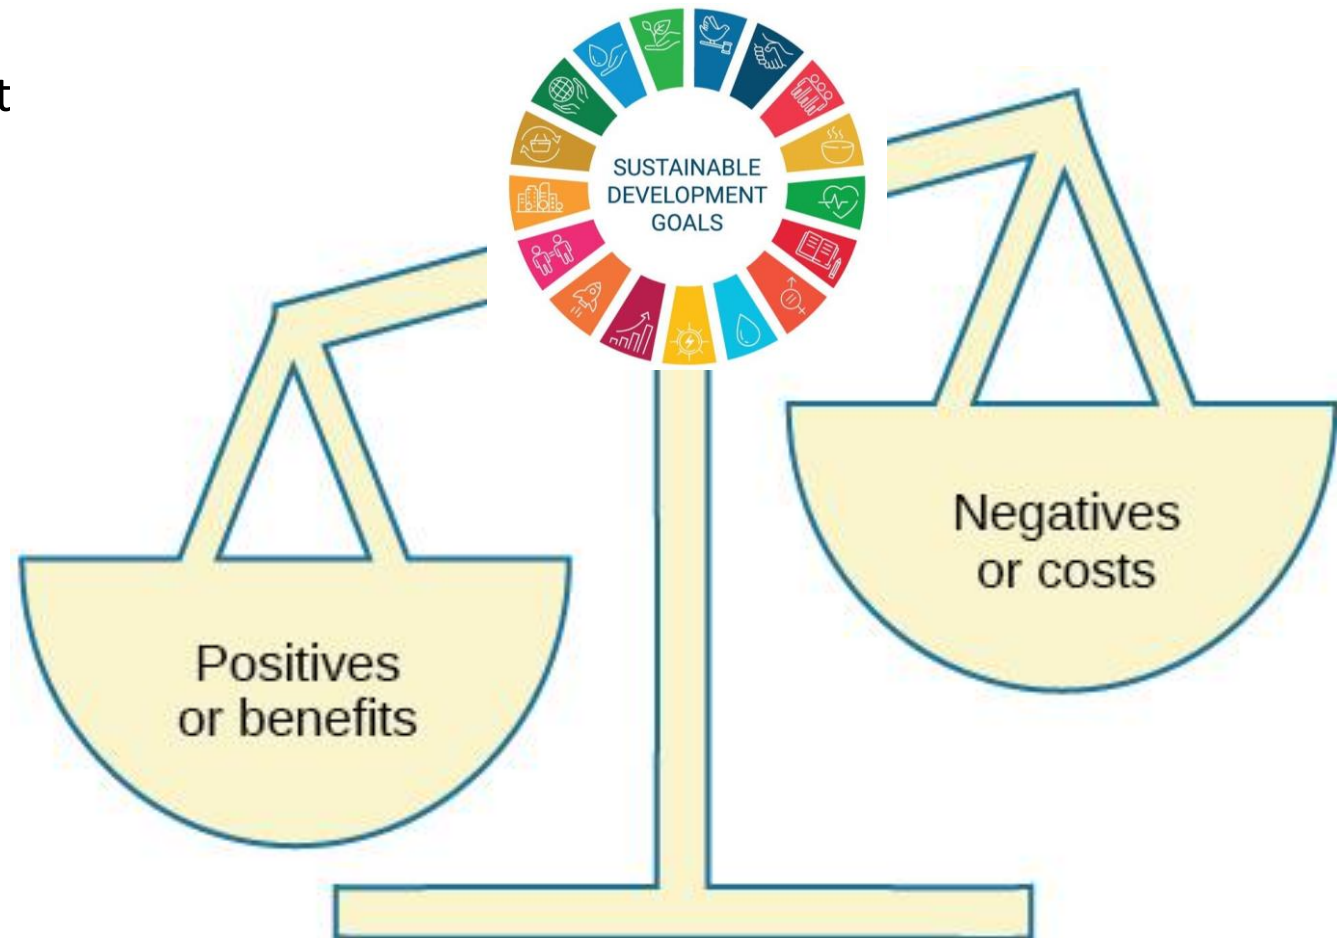 t
SUSTAINABLE
DEVELOPMENT
GOALS
Negatives
or costs
Positives
or benefits